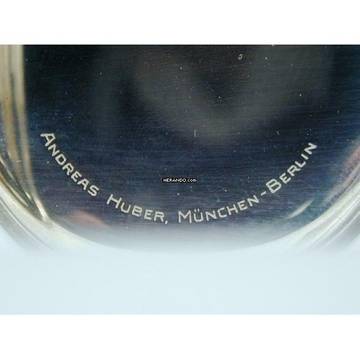 HERANDO.com
ANDREAS HUBER, MÜNCHEN-BERLIN